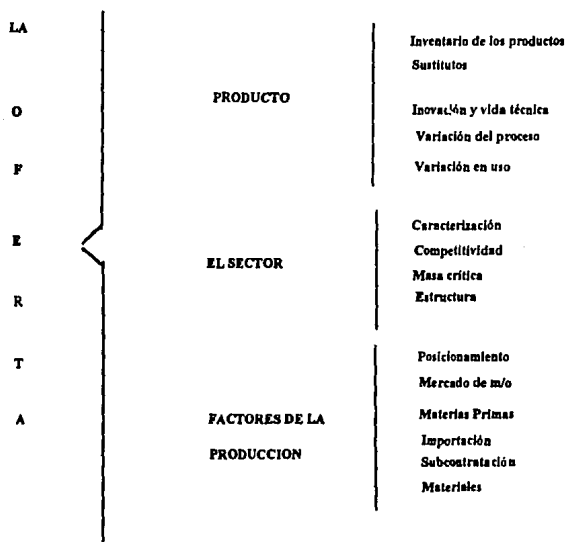 LA
O
F
E
R
T
A
PRODUCTO
Inventario de los productos
Sustitutos
Inovación y vida técnica
Variación del proceso
Variación en uso
EL SECTOR
Caracterización
Competitividad
Masa crítica
Estructura
FACTORES DE LA
PRODUCCION
Posicionamiento
Mercado de m/o
Materias Primas
Importación
Subcontratación
Materiales